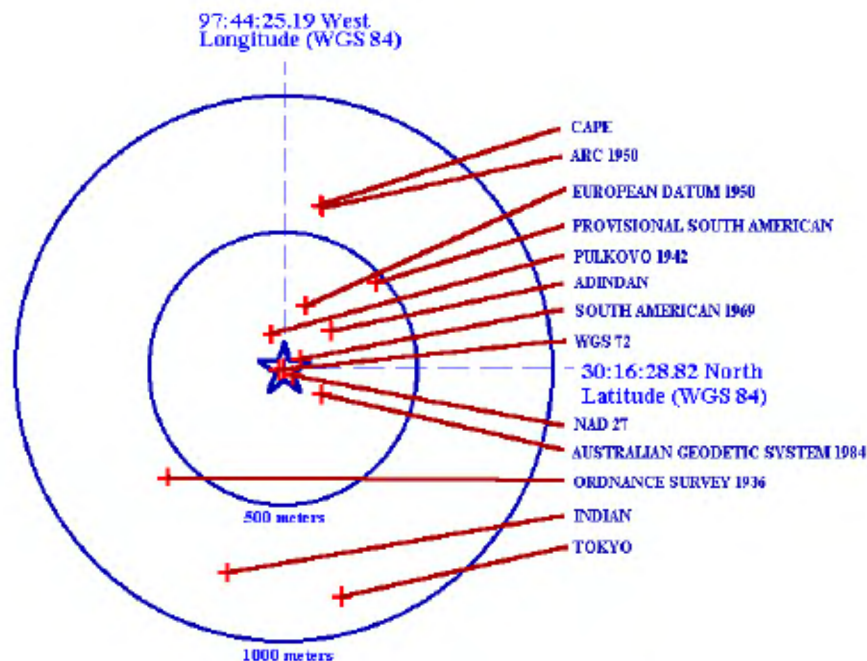 97:44:25.19 West
Longitude (WGS 84)
CAPE
ARC 1950
EUROPEAN DATUM 1950
PROVISIONAL SOUTH AMERICAN
PULKOVO 1942
ADINDAN
SOUTH AMERICAN 1969
WGS 72
30:16:28.82 North
Latitude (WGS 84)
NAD 27
AUSTRALIAN GEODETIC SYSTEM 1984
ORDNANCE SURVEY 1936
500 meters
INDIAN
TOKYO
1000 meters